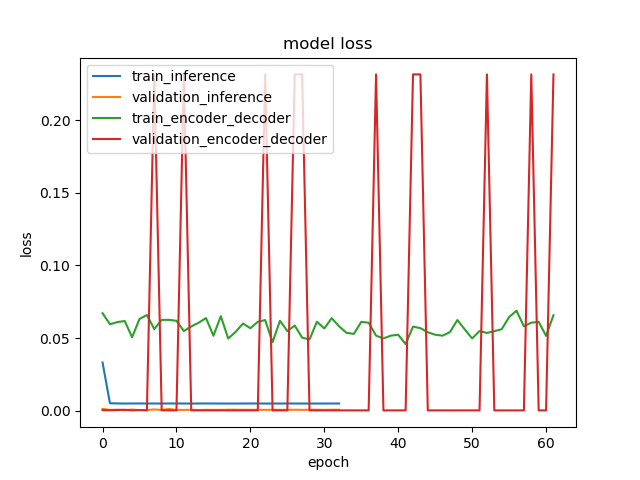 model loss
train_inference
validation_inference
train_encoder_decoder
validation_encoder_decoder
0.20
0.15
0.10
0.05
0.00
loss
0 10 20 30 40 50 60
epoch